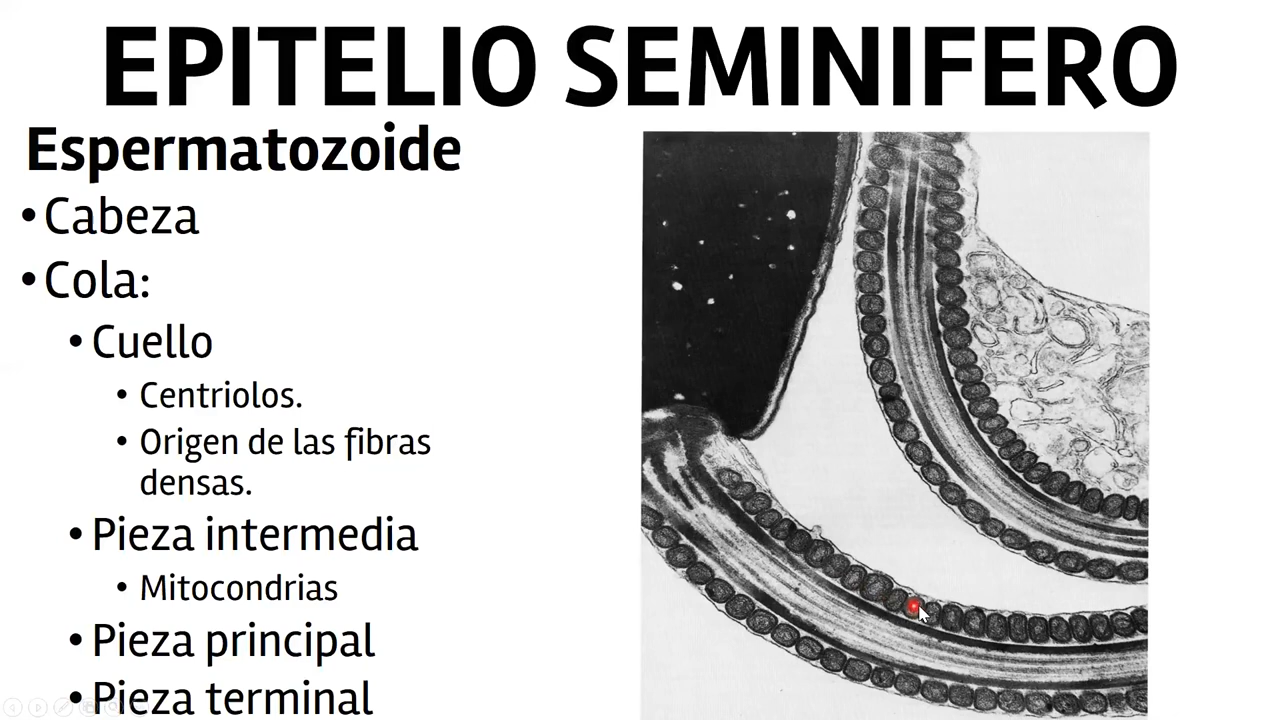 EPITELIO SEMINIFERO
Espermatozoide
• Cabeza
• Cola:
• Cuello
• Centriolos.
• Origen de las fibras
densas.
• Pieza intermedia
• Mitocondrias
• Pieza principal
• Pieza terminal